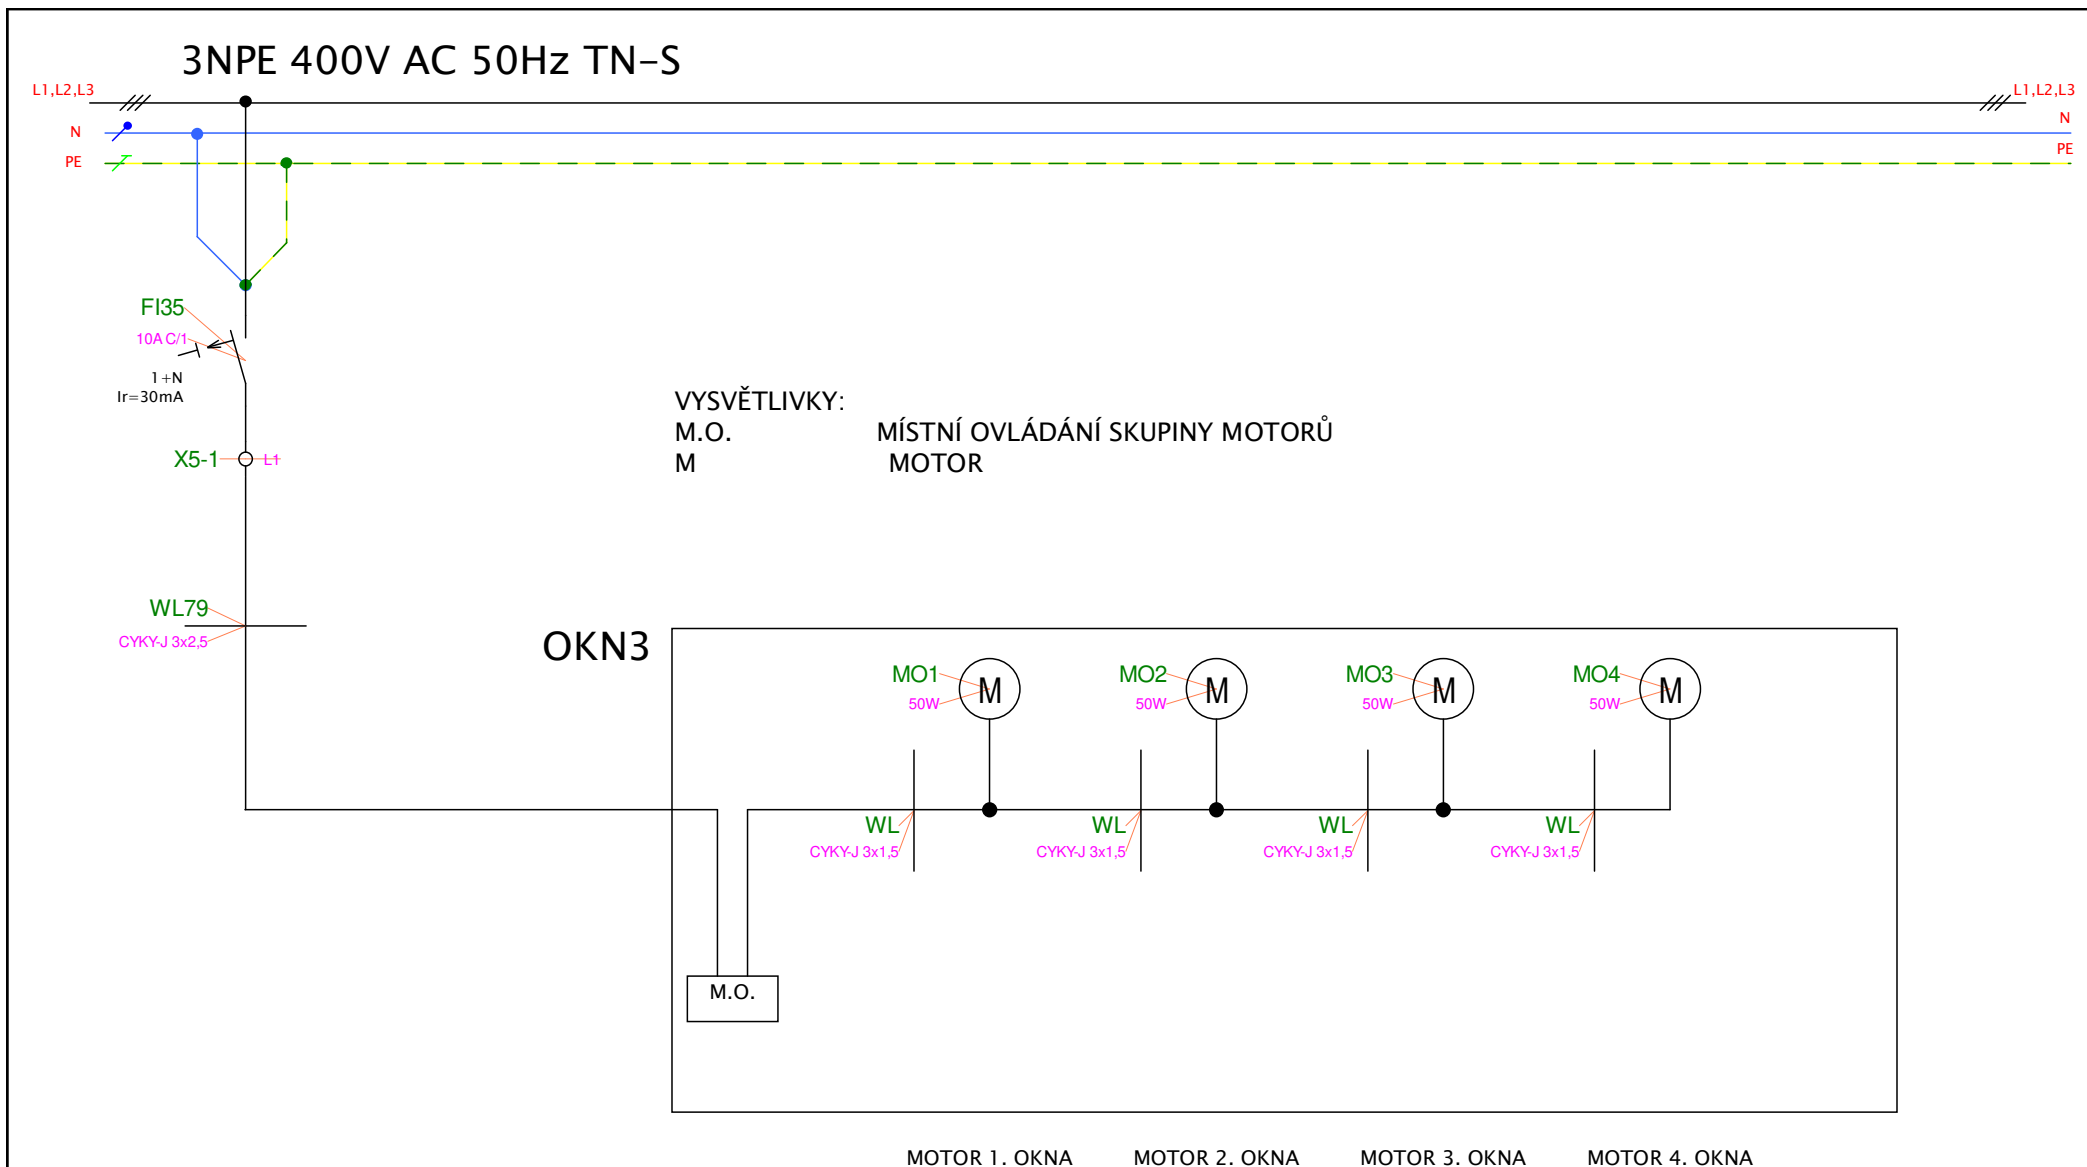 3NPE 400V AC 50Hz TN-S
L1,L2,L3 L1,L2,L3
N N
PE PE
FI35
10A C/1
1+N
Ir=30mA
VYSVĚTLIVKY:
M.O. MÍSTNÍ OVLÁDÁNÍ SKUPINY MOTORŮ
M MOTOR
X5-1 L1
WL79
CYKY-J 3x2,5
OKN3
MO1 M MO2 M MO3 M MO4 M
50W 50W 50W 50W
WL WL WL WL
CYKY-J 3x1,5 CYKY-J 3x1,5 CYKY-J 3x1,5 CYKY-J 3x1,5
M.O.
MOTOR 1. OKNA MOTOR 2. OKNA MOTOR 3. OKNA MOTOR 4. OKNA